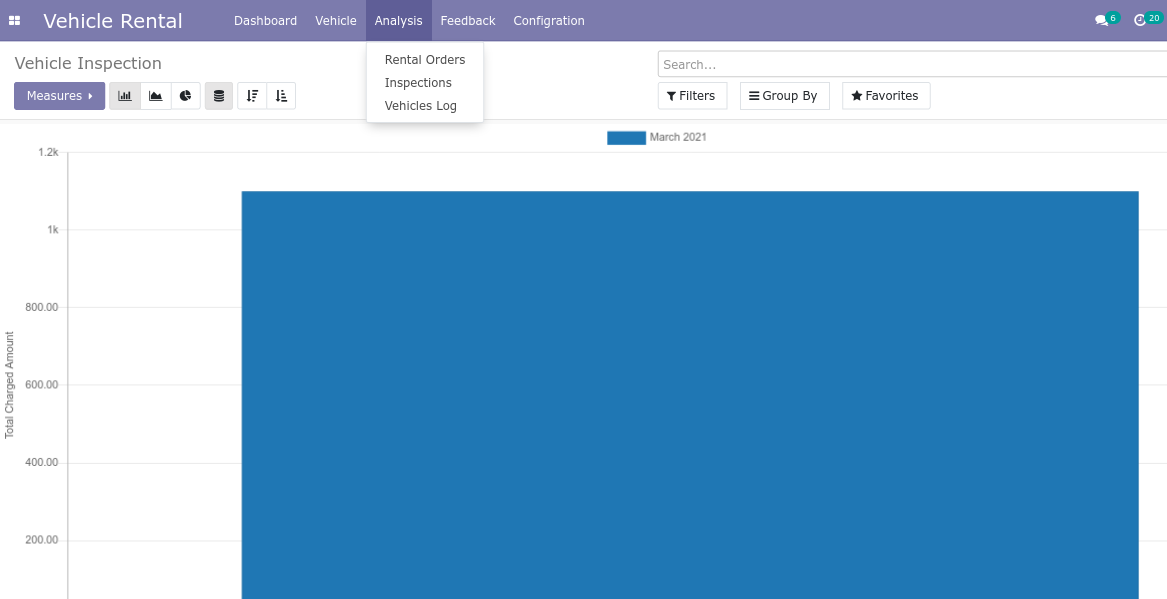 Vehicle Rental Dashboard Vehicle Analysis Feedback Configration 6 20
Rental Orders
Inspections
Vehicles Log
Vehicle Inspection
Search...
Measures
Filters Group By Favorites
March 2021
1.2k
1k
800.00
600.00
400.00
200.00
Total Charged Amount